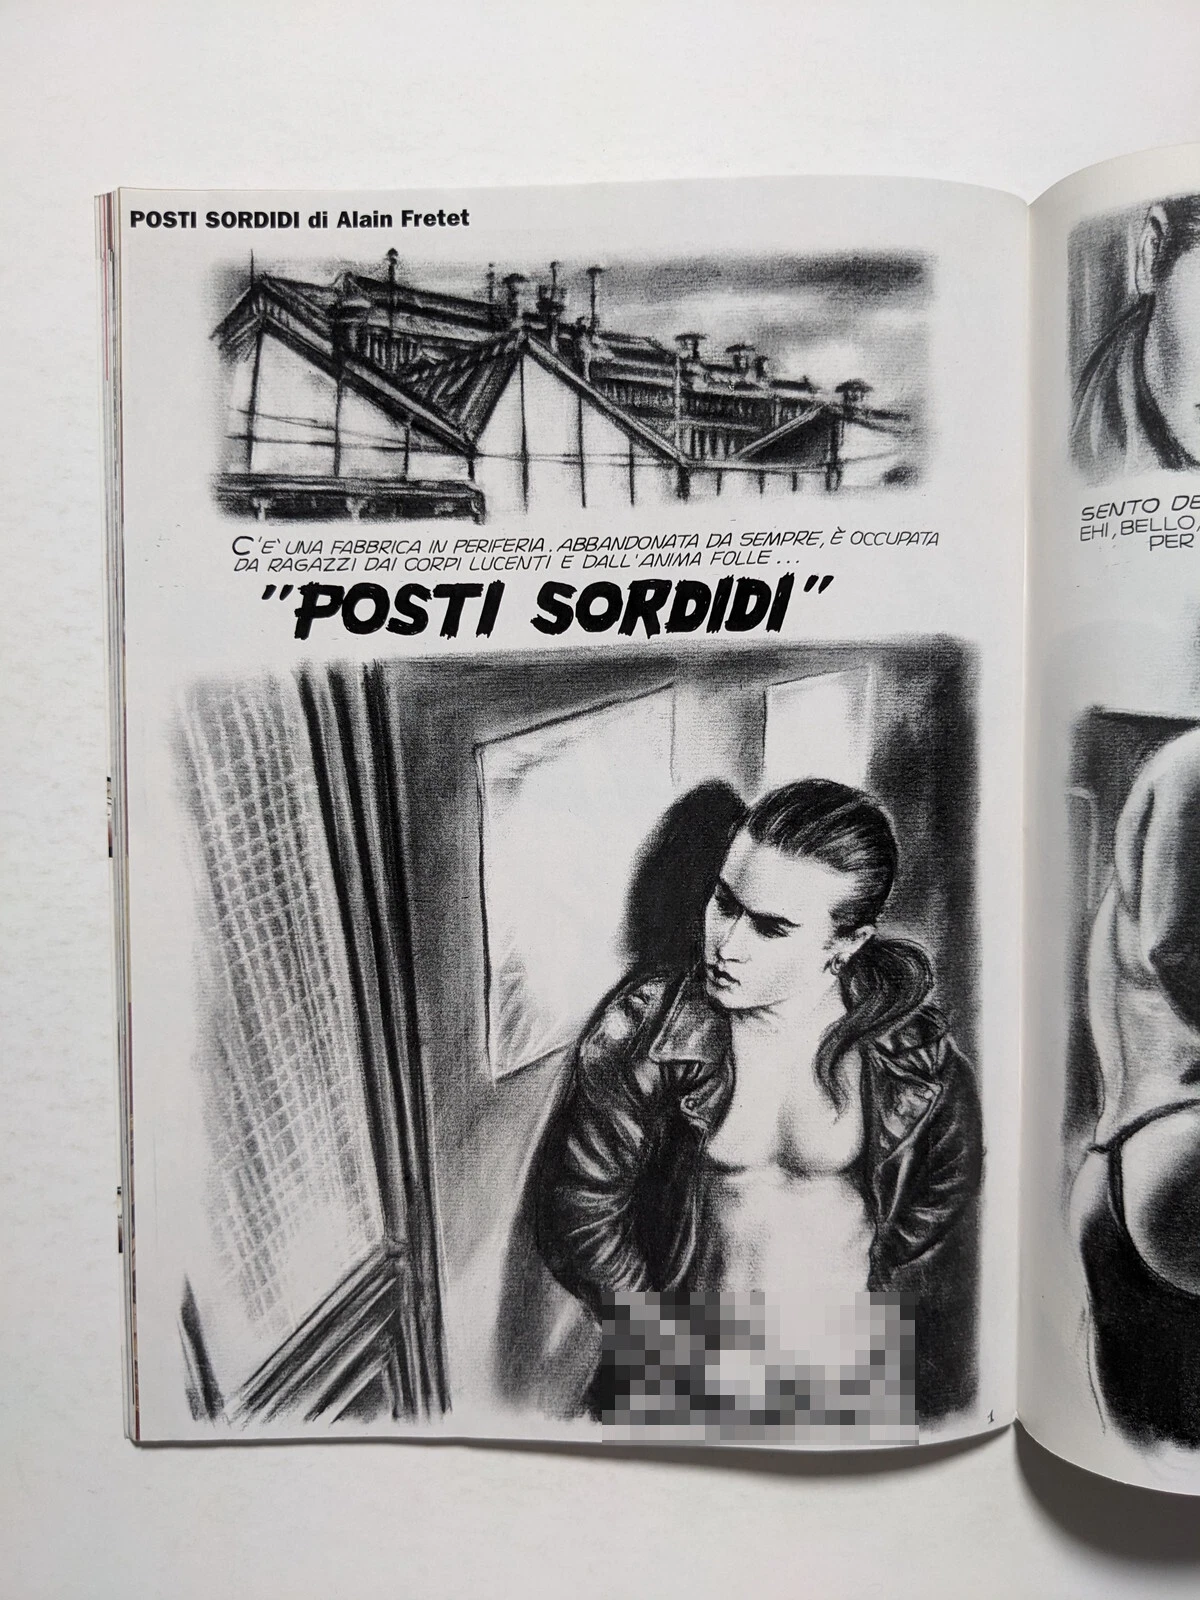 POSTI SORDIDI di Alain Fretet
C'E' UNA FABBRICA IN PERIFERIA. ABBANDONATA DA SEMPRE, È OCCUPATA
DA RAGAZZI DAI CORPI LUCENTI E DALL'ANIMA FOLLE...
"POSTI SORDIDI"
1
SENTO DE
EHI, BELLO,
PER